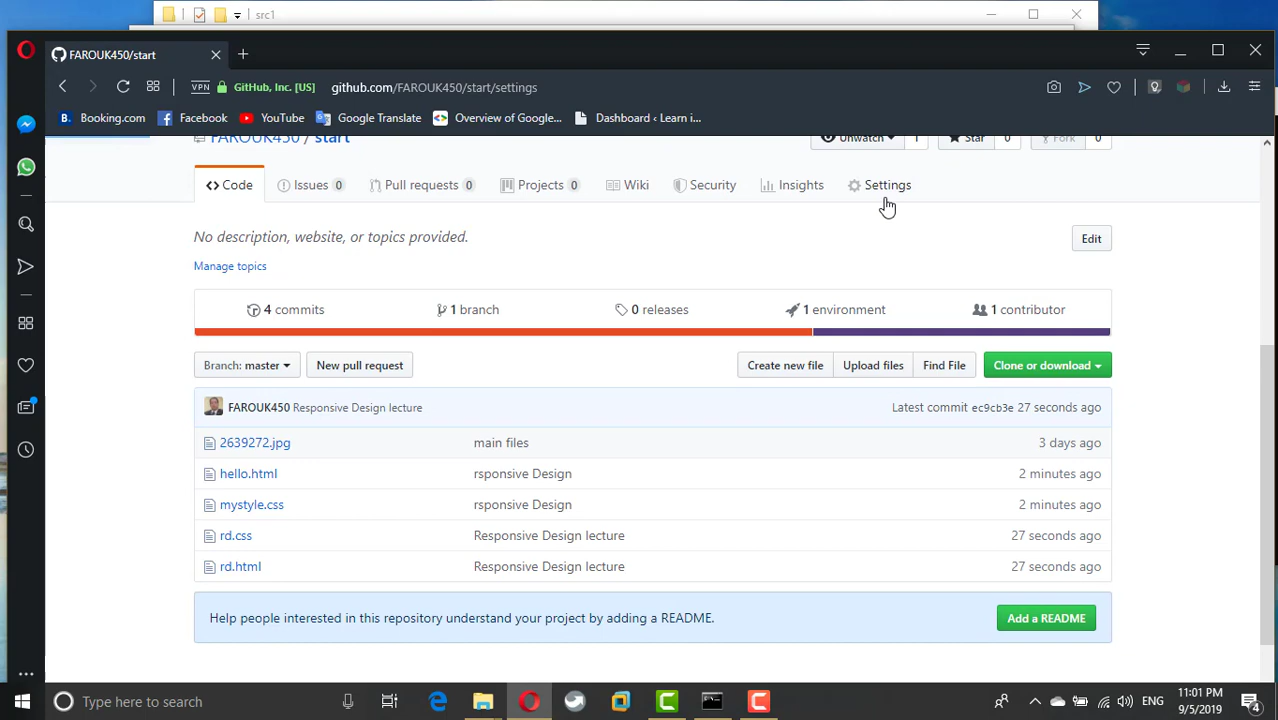 src1
FAROUK450/start
VPN GitHub, Inc. [US] github.com/FAROUK450/start/settings
Booking.com Facebook YouTube Google Translate Overview of Google... Dashboard ‹ Learn i...
FAROUK450 / start Unwatch 1 Star 0 Fork 0
Code Issues 0 Pull requests 0 Projects 0 Wiki Security Insights Settings
No description, website, or topics provided. Edit
Manage topics
4 commits 1 branch 0 releases 1 environment 1 contributor
Branch: master New pull request Create new file Upload files Find File Clone or download
FAROUK450 Responsive Design lecture Latest commit ec9cb3e 27 seconds ago
2639272.jpg main files 3 days ago
hello.html rsponsive Design 2 minutes ago
mystyle.css rsponsive Design 2 minutes ago
rd.css Responsive Design lecture 27 seconds ago
rd.html Responsive Design lecture 27 seconds ago
Help people interested in this repository understand your project by adding a README. Add a README
Type here to search ENG 11:01 PM
9/5/2019 4